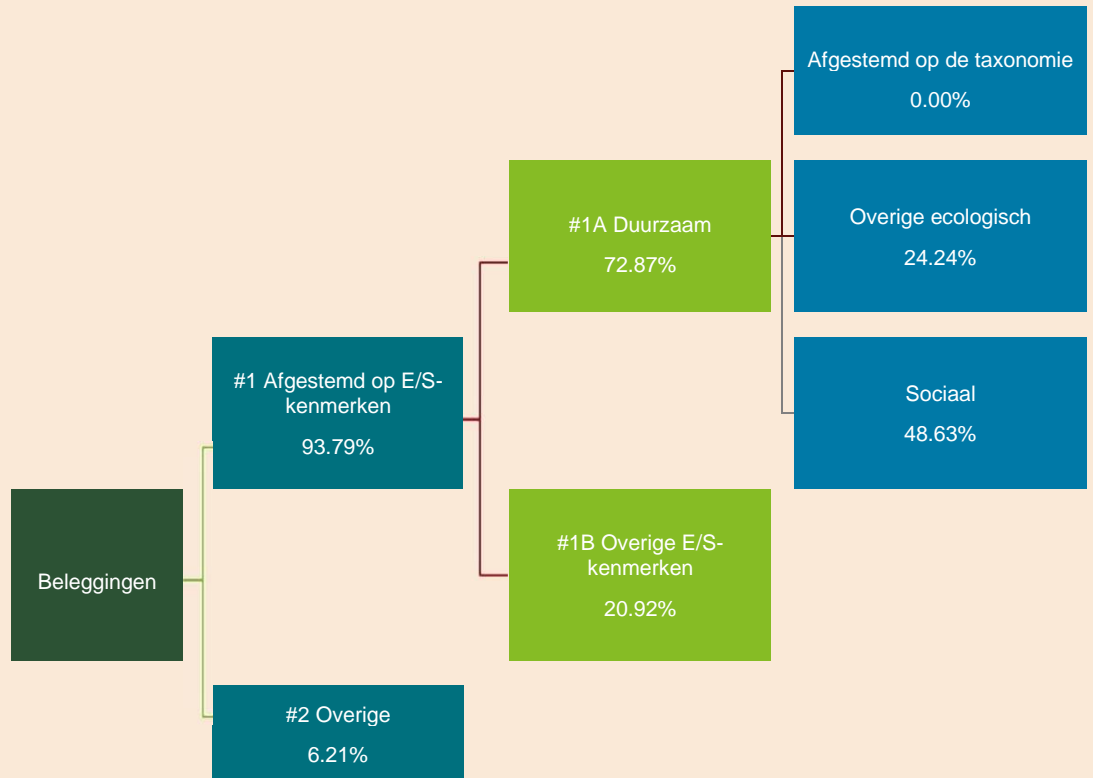 Afgestemd op de taxonomie
0.00%
#1A Duurzaam
72.87%
Overige ecologisch
24.24%
#1 Afgestemd op E/S-
kenmerken
93.79%
Sociaal
48.63%
Beleggingen
#1B Overige E/S-
kenmerken
20.92%
#2 Overige
6.21%